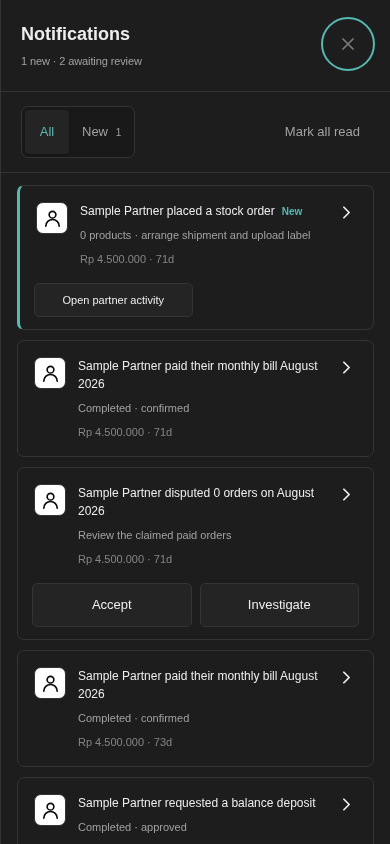 Notifications
1 new · 2 awaiting review
All
New 1
Mark all read
Sample Partner placed a stock order New
0 products · arrange shipment and upload label
Rp 4.500.000 · 71d
Open partner activity
Sample Partner paid their monthly bill August
2026
Completed · confirmed
Rp 4.500.000 · 71d
Sample Partner disputed 0 orders on August
2026
Review the claimed paid orders
Rp 4.500.000 · 71d
Accept
Investigate
Sample Partner paid their monthly bill August
2026
Completed · confirmed
Rp 4.500.000 · 73d
Sample Partner requested a balance deposit
Completed · approved